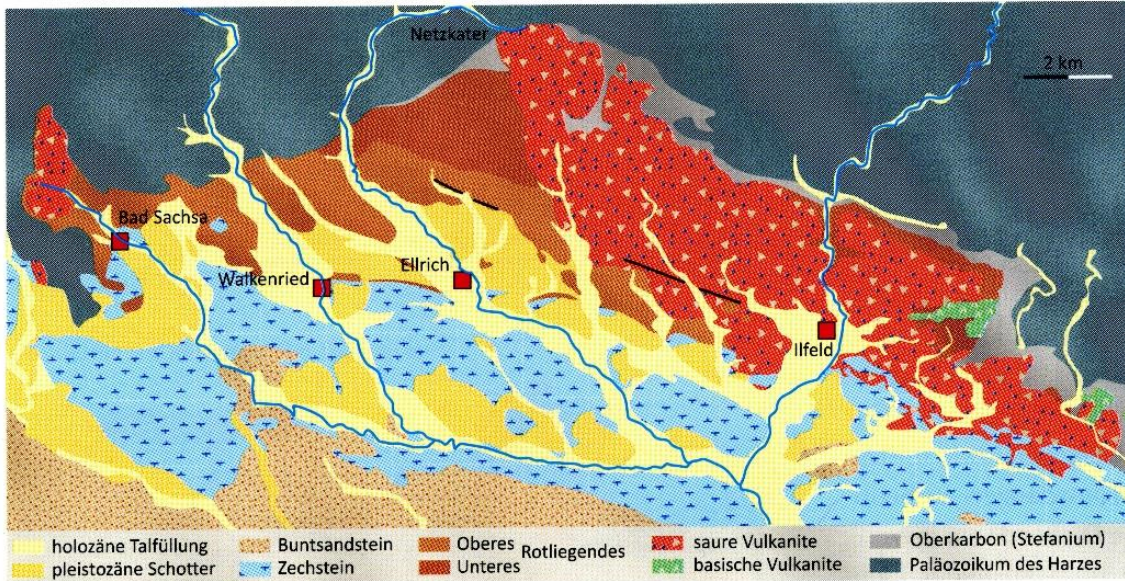 Netzkater
2 km
Bad Sachsa
Walkenried
Ellrich
Ilfeld
holozäne Talfüllung
pleistozäne Schotter
Buntsandstein
Zechstein
Oberes
Unteres
Rotliegendes
saure Vulkanite
basische Vulkanite
Oberkarbon (Stefanium)
Paläozoikum des Harzes